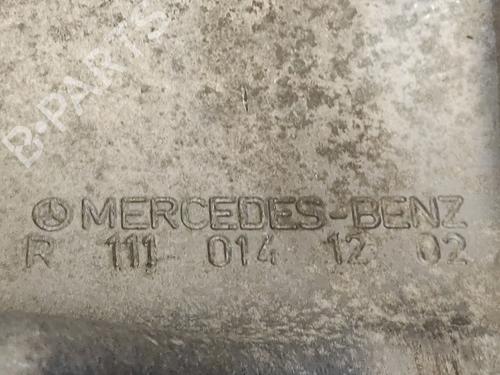 B-PARTS
MERCEDES-BENZ
R 111 014 12 02